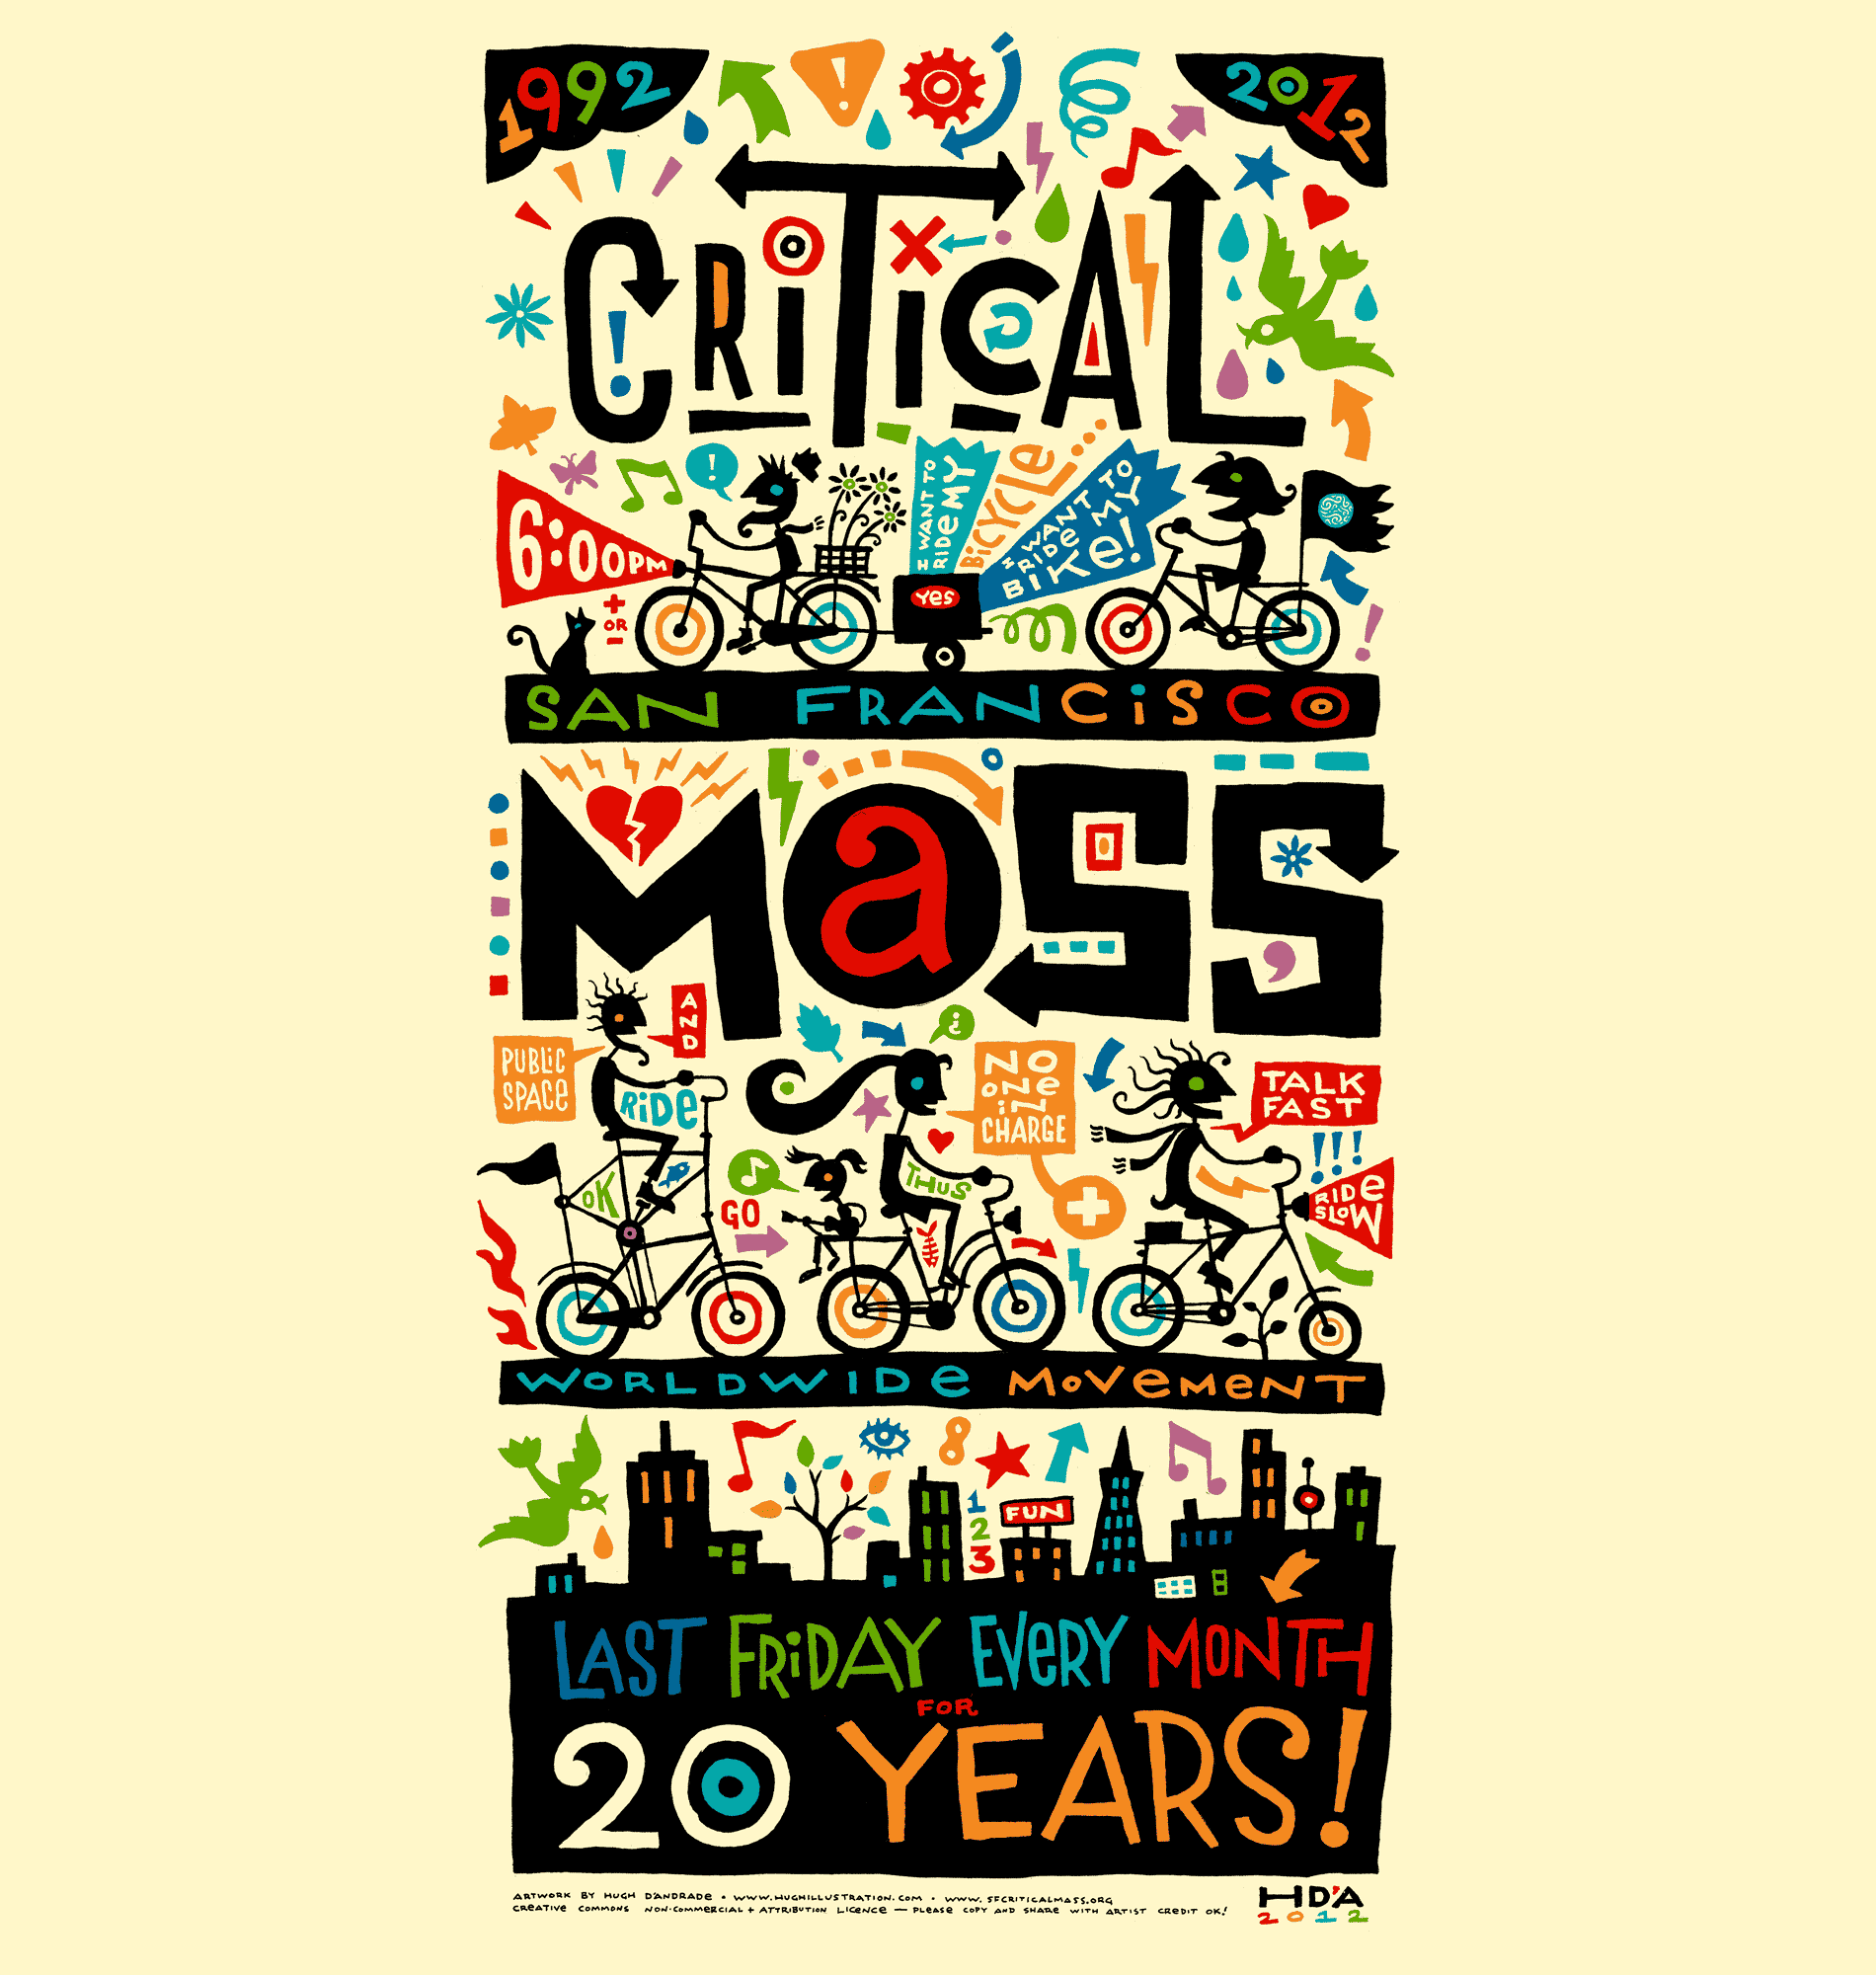 1992
2012
CRiTiCAL
!
6:00PM
+
OR
−
I WANT TO
RIDe MY
BiCYCLe...
I WANT TO
RIDe MY
BiKe!
Yes
SAN FRANCiSCO
MaSS
AND
PUBLiC
SPACe
RiDe
NO
ONe
iN
CHARGE
TALK
FAST
!!!
RIDe
SLoW
OK
GO
THUS
WoRLDWIDe MoVeMeNT
8
1
2
3
FUN
LAST FRiDAY EVeRY MONTH
FOR
20 YEARS!
ARTWORK BY HUGH D'ANDRADe • WWW.HUGHILLUSTRATION.COM • WWW.SFCRITICALMASS.ORG
CREATIVE COMMONS NON-COMMERCIAL + ATTRIBUTION LICENCE — PLEASE COPY AND SHARE WITH ARTIST CREDIT OK!
HD'A
2012